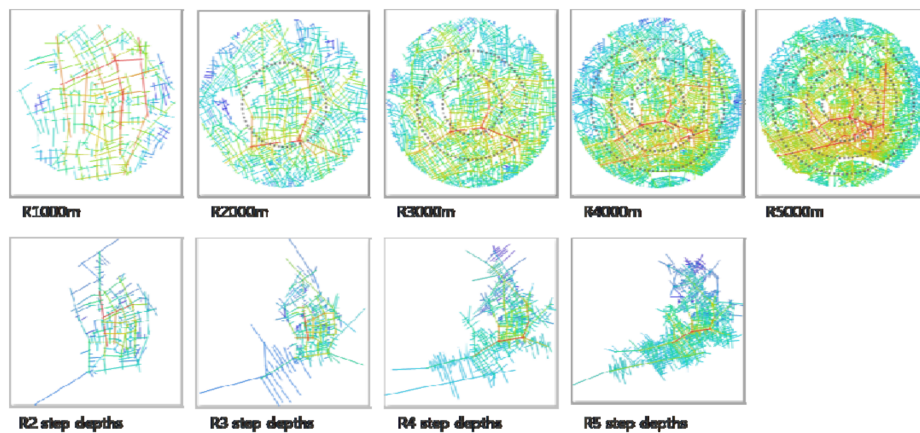 R1000m
R2000m
R3000m
R4000m
R5000m
R2 step depths
R3 step depths
R4 step depths
R5 step depths